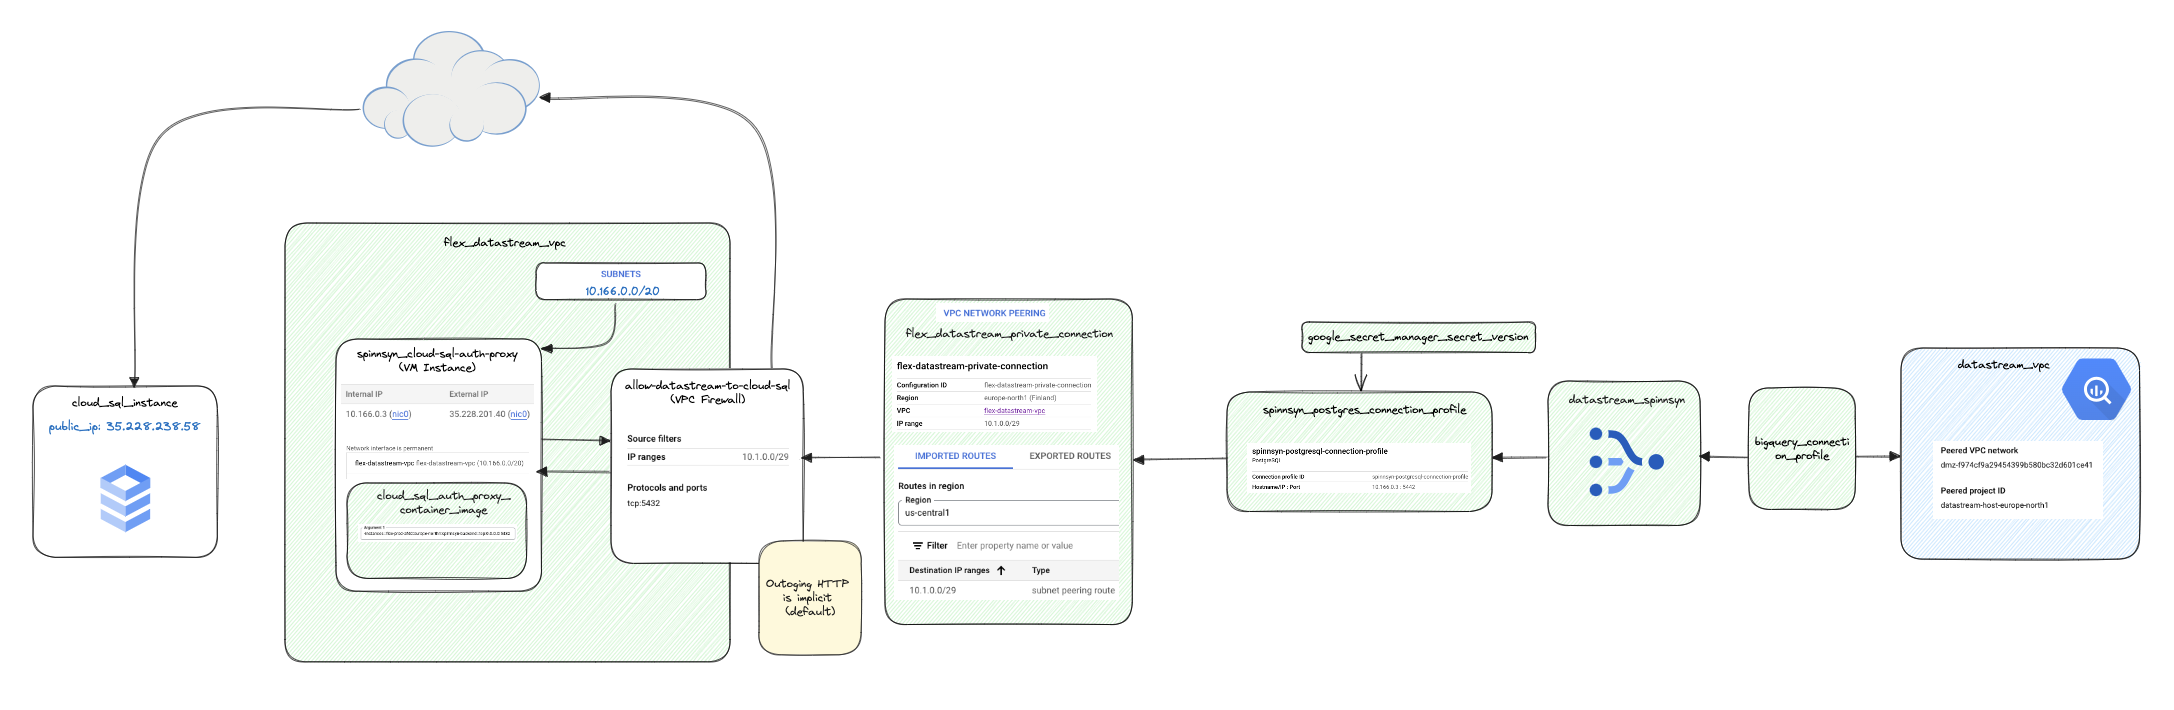 flex_datastream_vpc
SUBNETS
10.166.0.0/20
spinnsyn_cloud-sql-auth-proxy
(VM Instance)
Internal IP External IP
10.166.0.3 (nic0) 35.228.201.40 (nic0)
Network interface is permanent
flex-datastream-vpc flex-datastream-vpc (10.166.0.0/20)
cloud_sql_auth_proxy_
container_image
Argument 1
cloud_sql_instance
public_ip: 35.228.238.58
allow-datastream-to-cloud-sql
(VPC Firewall)
Source filters
IP ranges 10.1.0.0/29
Protocols and ports
tcp:5432
Outoging HTTP
is implicit
(default)
VPC NETWORK PEERING
flex_datastream_private_connection
flex-datastream-private-connection
Configuration ID flex-datastream-private-connection
Region europe-north1 (Finland)
VPC flex-datastream-vpc
IP range 10.1.0.0/29
IMPORTED ROUTES EXPORTED ROUTES
Routes in region
Region
us-central1
Filter Enter property name or value
Destination IP ranges Type
10.1.0.0/29 subnet peering route
google_secret_manager_secret_version
spinnsyn_postgres_connection_profile
spinnsyn-postgresql-connection-profile
PostgreSQL
Connection profile ID spinnsyn-postgresql-connection-profile
Hostname/IP : Port 10.166.0.3 : 5442
datastream_spinnsyn
bigquery_connecti
on_profile
datastream_vpc
Peered VPC network
dmz-f974cf9a29454399b580bc32d601ce41
Peered project ID
datastream-host-europe-north1